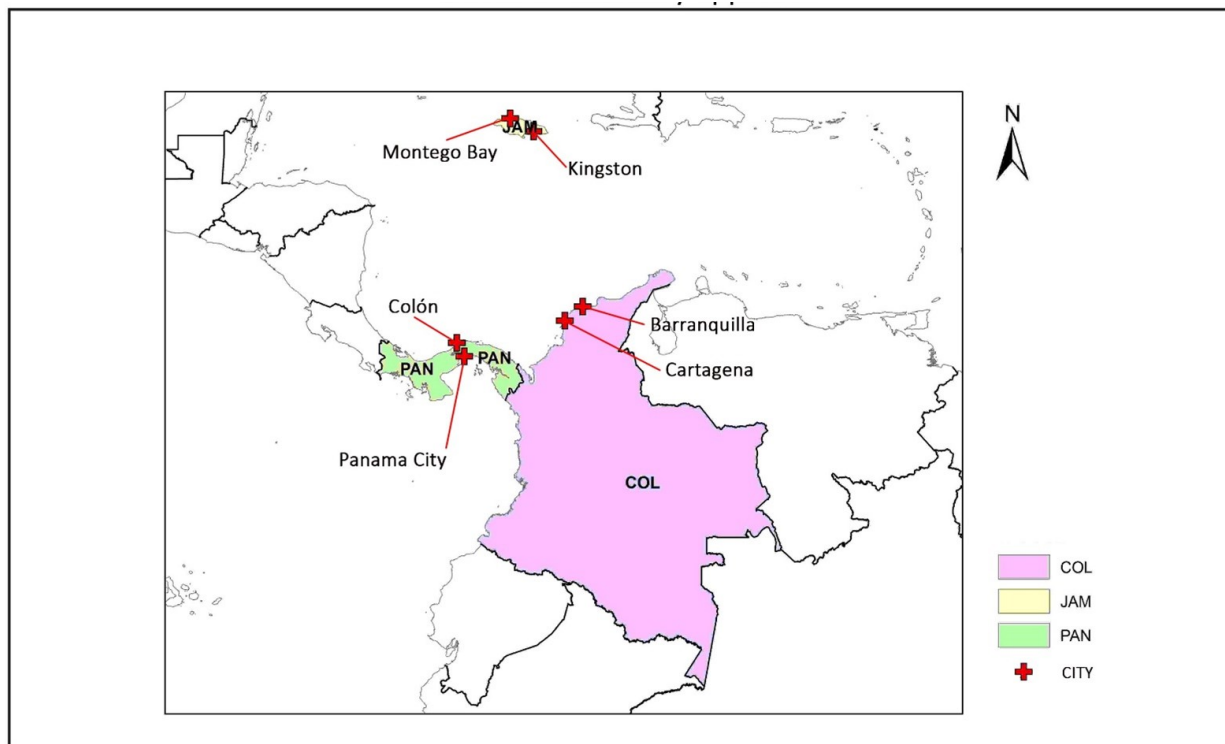 N
JAM
Montego Bay
Kingston
Colón
Barranquilla
PAN
PAN
Cartagena
Panama City
COL
COL
JAM
PAN
CITY